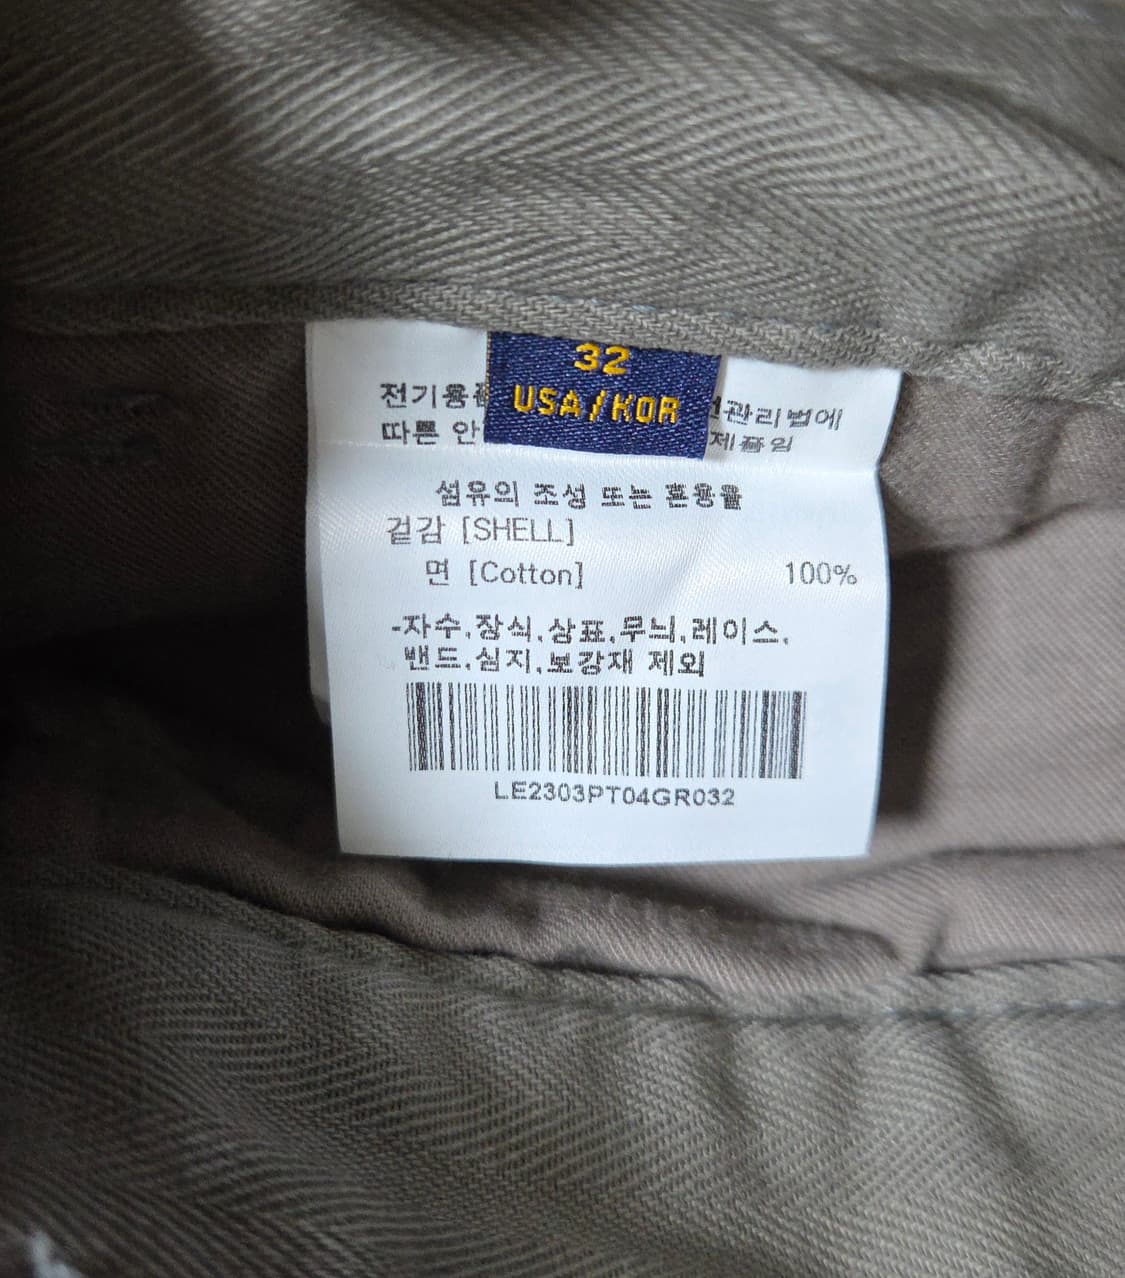 32
USA/KOR
전기용 관리법에
따른 안 제품임
섬유의 조성 또는 혼용율
겉감 [SHELL]
면 [Cotton] 100%
-자수,장식,상표,무늬,레이스,
밴드,심지,보강재 제외
LE2303PT04GR032